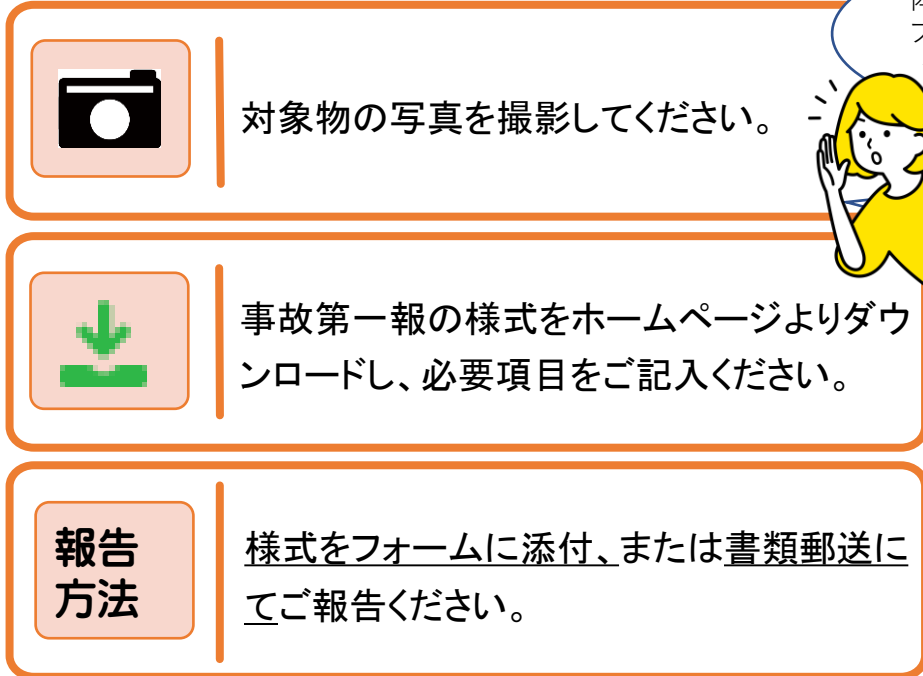 対象物の写真を撮影してください。
事故第一報の様式をホームページよりダウ
ンロードし、必要項目をご記入ください。
報告
方法
様式をフォームに添付、または書類郵送に
てご報告ください。